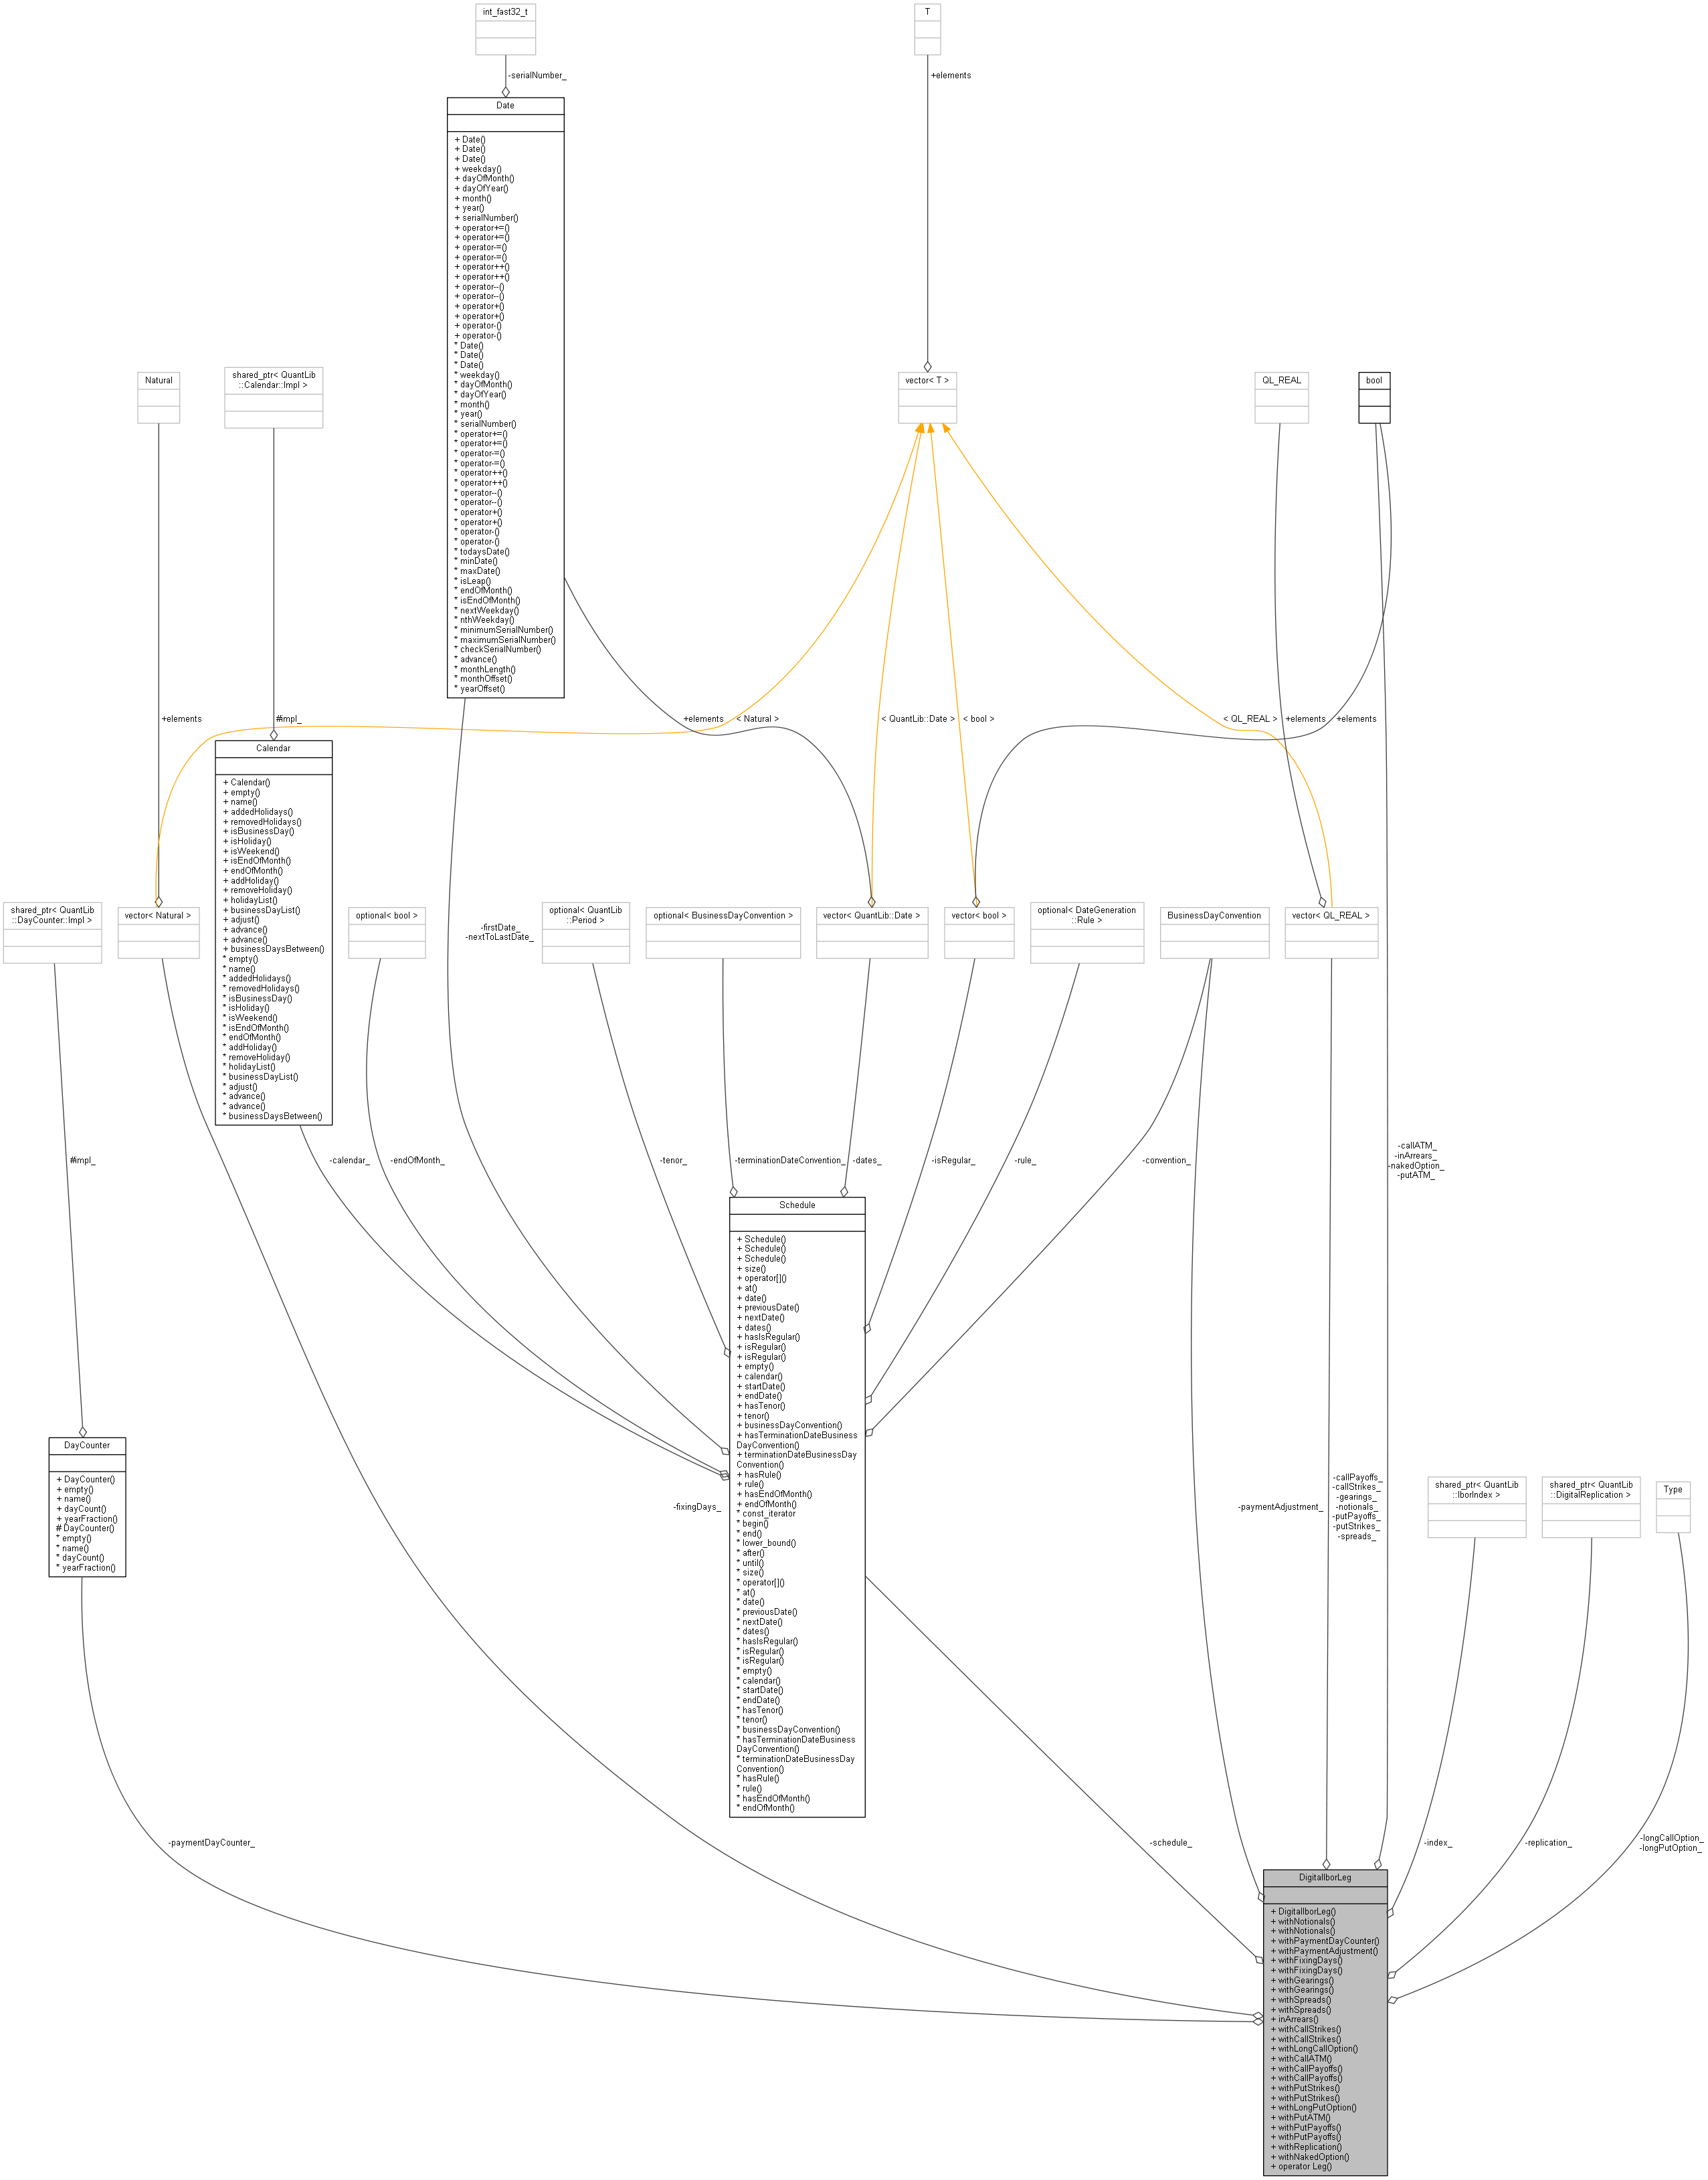 int_fast32_t
T
-serialNumber_
+elements
Date
+ Date()
+ Date()
+ Date()
+ weekday()
+ dayOfMonth()
+ dayOfYear()
+ month()
+ year()
+ serialNumber()
+ operator+=()
+ operator+=()
+ operator-=()
+ operator-=()
+ operator++()
+ operator++()
+ operator--()
+ operator--()
+ operator+()
+ operator+()
+ operator-()
+ operator-()
* Date()
* Date()
* Date()
* weekday()
* dayOfMonth()
* dayOfYear()
* month()
* year()
* serialNumber()
* operator+=()
* operator+=()
* operator-=()
* operator-=()
* operator++()
* operator++()
* operator--()
* operator--()
* operator+()
* operator+()
* operator-()
* operator-()
* todaysDate()
* minDate()
* maxDate()
* isLeap()
* endOfMonth()
* isEndOfMonth()
* nextWeekday()
* nthWeekday()
* minimumSerialNumber()
* maximumSerialNumber()
* checkSerialNumber()
* advance()
* monthLength()
* monthOffset()
* yearOffset()
Natural
shared_ptr< QuantLib
::Calendar::Impl >
vector< T >
QL_REAL
bool
+elements
#impl_
+elements
< Natural >
< QuantLib::Date >
< bool >
< QL_REAL >
+elements
+elements
Calendar
+ Calendar()
+ empty()
+ name()
+ addedHolidays()
+ removedHolidays()
+ isBusinessDay()
+ isHoliday()
+ isWeekend()
+ isEndOfMonth()
+ endOfMonth()
+ addHoliday()
+ removeHoliday()
+ holidayList()
+ businessDayList()
+ adjust()
+ advance()
+ advance()
+ businessDaysBetween()
* empty()
* name()
* addedHolidays()
* removedHolidays()
* isBusinessDay()
* isHoliday()
* isWeekend()
* isEndOfMonth()
* endOfMonth()
* addHoliday()
* removeHoliday()
* holidayList()
* businessDayList()
* adjust()
* advance()
* advance()
* businessDaysBetween()
shared_ptr< QuantLib
::DayCounter::Impl >
vector< Natural >
optional< bool >
-firstDate_
-nextToLastDate_
optional< QuantLib
::Period >
optional< BusinessDayConvention >
vector< QuantLib::Date >
vector< bool >
optional< DateGeneration
::Rule >
BusinessDayConvention
vector< QL_REAL >
#impl_
-calendar_
-endOfMonth_
-tenor_
-terminationDateConvention_
-dates_
-isRegular_
-rule_
-convention_
-callATM_
-inArrears_
-nakedOption_
-putATM_
Schedule
+ Schedule()
+ Schedule()
+ Schedule()
+ size()
+ operator[]()
+ at()
+ date()
+ previousDate()
+ nextDate()
+ dates()
+ hasIsRegular()
+ isRegular()
+ isRegular()
+ empty()
+ calendar()
+ startDate()
+ endDate()
+ hasTenor()
+ tenor()
+ businessDayConvention()
+ hasTerminationDateBusiness
DayConvention()
+ terminationDateBusinessDay
Convention()
+ hasRule()
+ rule()
+ hasEndOfMonth()
+ endOfMonth()
* const_iterator
* begin()
* end()
* lower_bound()
* after()
* until()
* size()
* operator[]()
* at()
* date()
* previousDate()
* nextDate()
* dates()
* hasIsRegular()
* isRegular()
* isRegular()
* empty()
* calendar()
* startDate()
* endDate()
* hasTenor()
* tenor()
* businessDayConvention()
* hasTerminationDateBusiness
DayConvention()
* terminationDateBusinessDay
Convention()
* hasRule()
* rule()
* hasEndOfMonth()
* endOfMonth()
DayCounter
+ DayCounter()
+ empty()
+ name()
+ dayCount()
+ yearFraction()
# DayCounter()
* empty()
* name()
* dayCount()
* yearFraction()
-fixingDays_
-paymentAdjustment_
-callPayoffs_
-callStrikes_
-gearings_
-notionals_
-putPayoffs_
-putStrikes_
-spreads_
shared_ptr< QuantLib
::IborIndex >
shared_ptr< QuantLib
::DigitalReplication >
Type
-paymentDayCounter_
-schedule_
-index_
-replication_
-longCallOption_
-longPutOption_
DigitalIborLeg
+ DigitalIborLeg()
+ withNotionals()
+ withNotionals()
+ withPaymentDayCounter()
+ withPaymentAdjustment()
+ withFixingDays()
+ withFixingDays()
+ withGearings()
+ withGearings()
+ withSpreads()
+ withSpreads()
+ inArrears()
+ withCallStrikes()
+ withCallStrikes()
+ withLongCallOption()
+ withCallATM()
+ withCallPayoffs()
+ withCallPayoffs()
+ withPutStrikes()
+ withPutStrikes()
+ withLongPutOption()
+ withPutATM()
+ withPutPayoffs()
+ withPutPayoffs()
+ withReplication()
+ withNakedOption()
+ operator Leg()